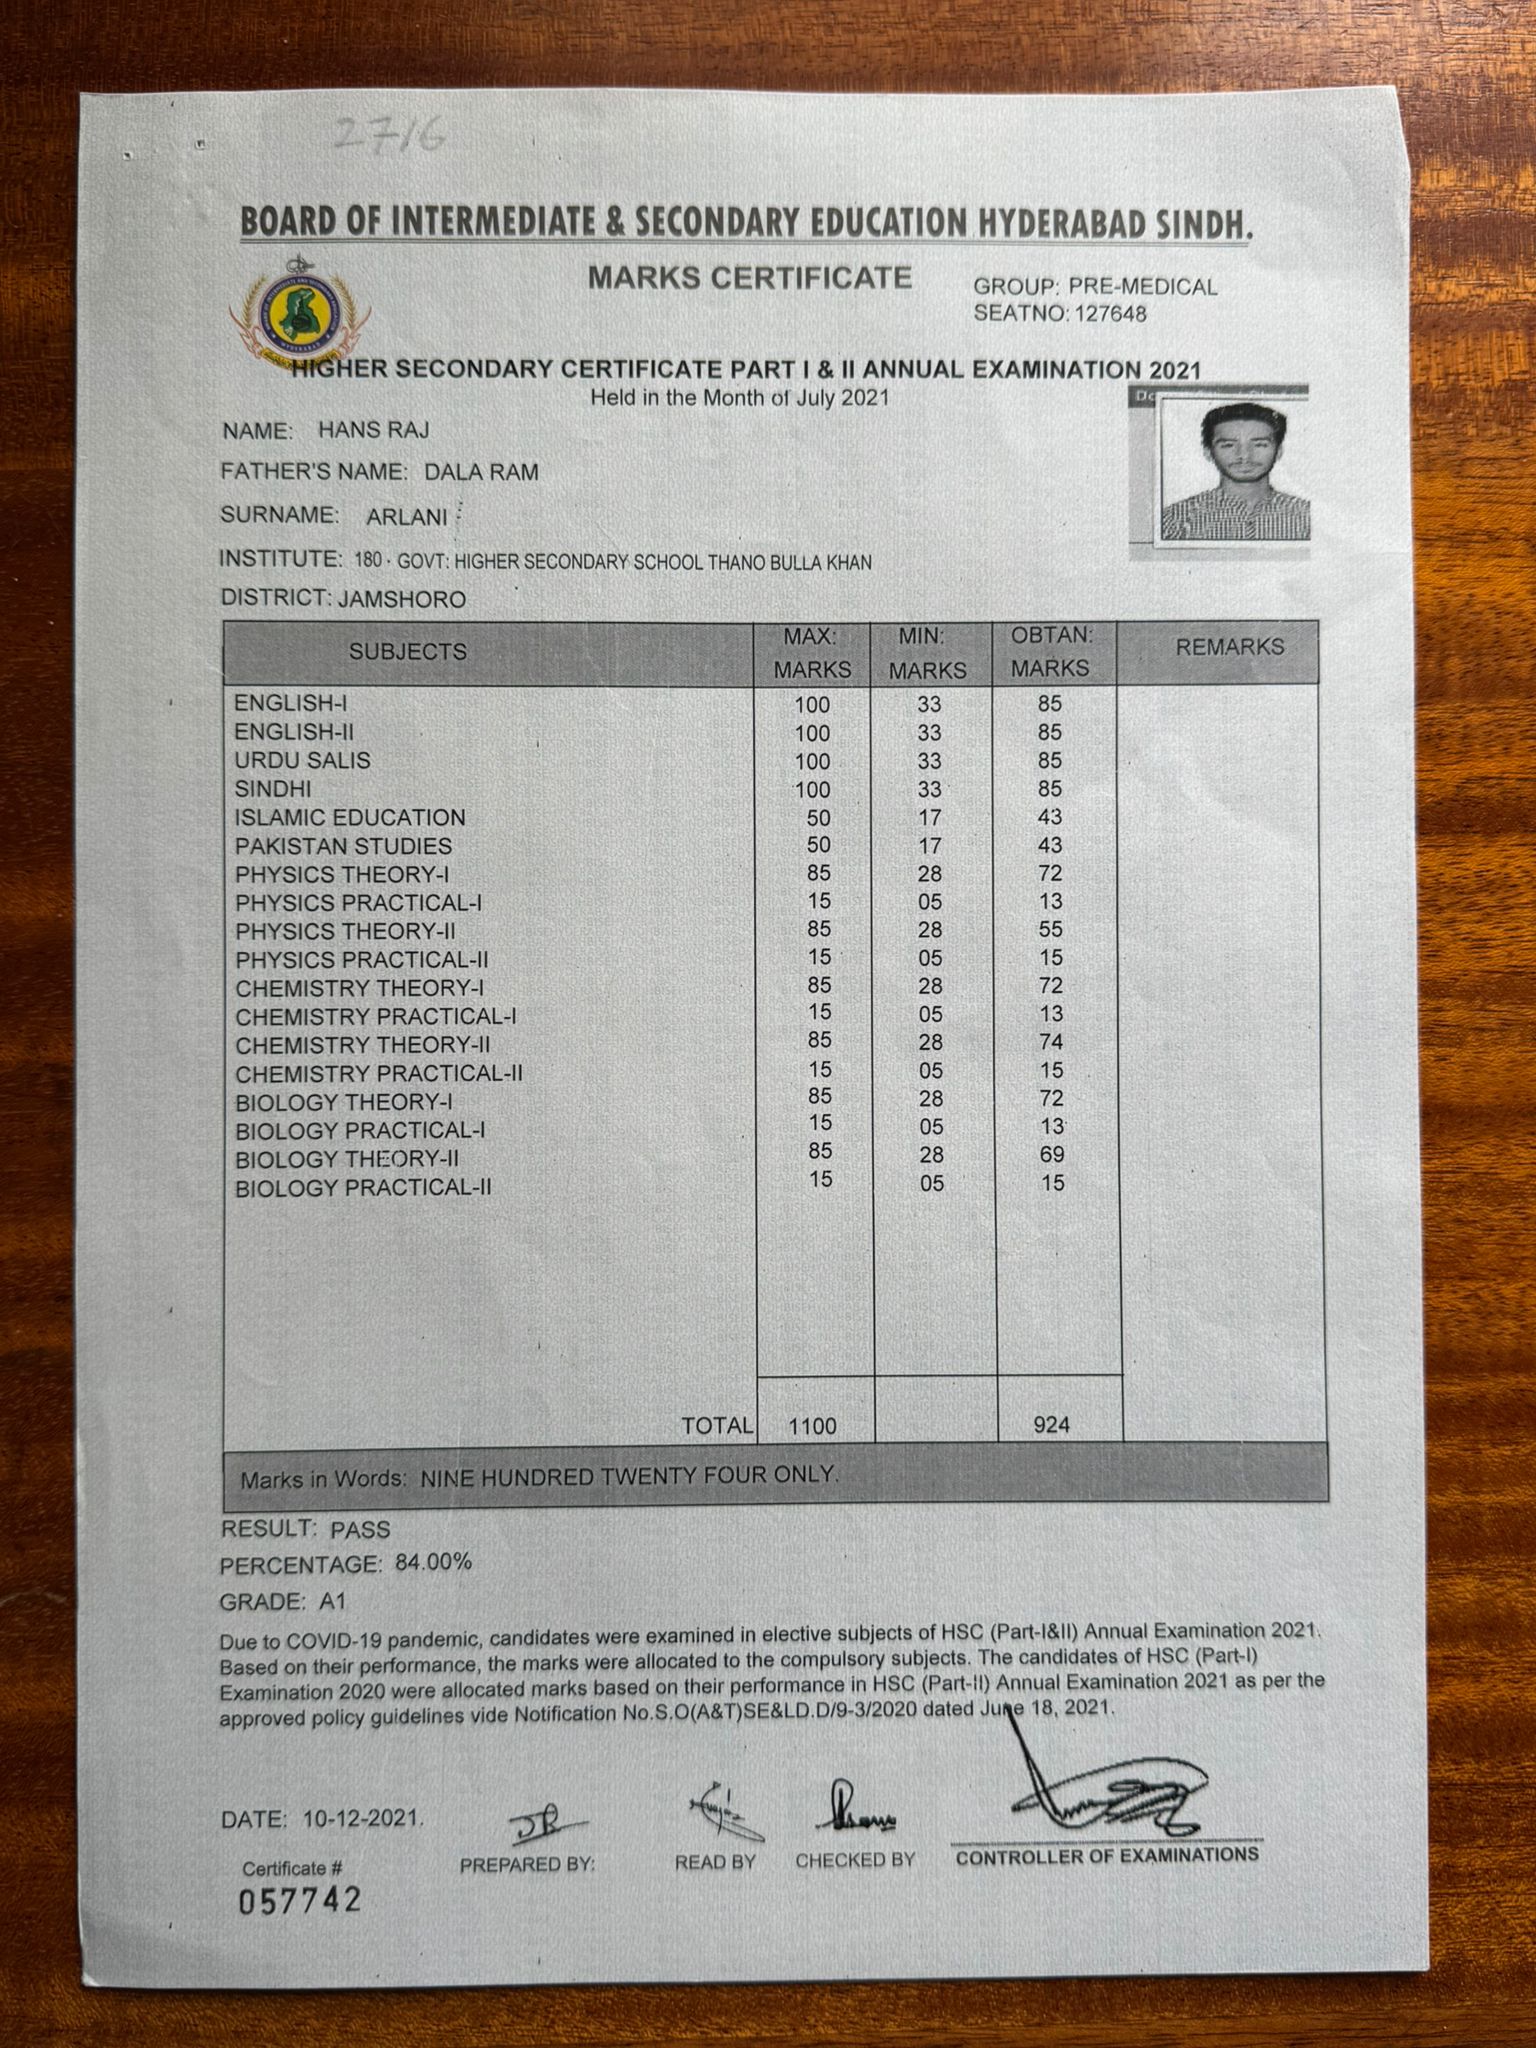 2716
BOARD OF INTERMEDIATE & SECONDARY EDUCATION HYDERABAD SINDH.
MARKS CERTIFICATE
GROUP: PRE-MEDICAL
SEATNO: 127648
HYDERABAD
HIGHER SECONDARY CERTIFICATE PART I & II ANNUAL EXAMINATION 2021
Held in the Month of July 2021
NAME: HANS RAJ
FATHER'S NAME: DALA RAM
SURNAME: ARLANI
INSTITUTE: 180 · GOVT: HIGHER SECONDARY SCHOOL THANO BULLA KHAN
DISTRICT: JAMSHORO
SUBJECTS MAX: MARKS MIN: MARKS OBTAN: MARKS REMARKS
ENGLISH-I 100 33 85
ENGLISH-II 100 33 85
URDU SALIS 100 33 85
SINDHI 100 33 85
ISLAMIC EDUCATION 50 17 43
PAKISTAN STUDIES 50 17 43
PHYSICS THEORY-I 85 28 72
PHYSICS PRACTICAL-I 15 05 13
PHYSICS THEORY-II 85 28 55
PHYSICS PRACTICAL-II 15 05 15
CHEMISTRY THEORY-I 85 28 72
CHEMISTRY PRACTICAL-I 15 05 13
CHEMISTRY THEORY-II 85 28 74
CHEMISTRY PRACTICAL-II 15 05 15
BIOLOGY THEORY-I 85 28 72
BIOLOGY PRACTICAL-I 15 05 13
BIOLOGY THEORY-II 85 28 69
BIOLOGY PRACTICAL-II 15 05 15
TOTAL 1100 924
Marks in Words: NINE HUNDRED TWENTY FOUR ONLY.
RESULT: PASS
PERCENTAGE: 84.00%
GRADE: A1
Due to COVID-19 pandemic, candidates were examined in elective subjects of HSC (Part-I&II) Annual Examination 2021.
Based on their performance, the marks were allocated to the compulsory subjects. The candidates of HSC (Part-I)
Examination 2020 were allocated marks based on their performance in HSC (Part-II) Annual Examination 2021 as per the
approved policy guidelines vide Notification No.S.O(A&T)SE&LD.D/9-3/2020 dated June 18, 2021.
DATE: 10-12-2021.
PREPARED BY:
READ BY
CHECKED BY
CONTROLLER OF EXAMINATIONS
Certificate #
057742